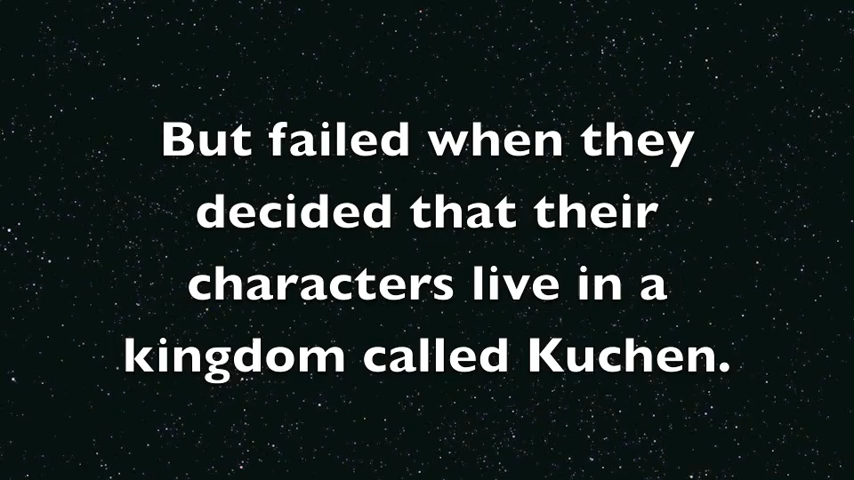 But failed when they
decided that their
characters live in a
kingdom called Kuchen.